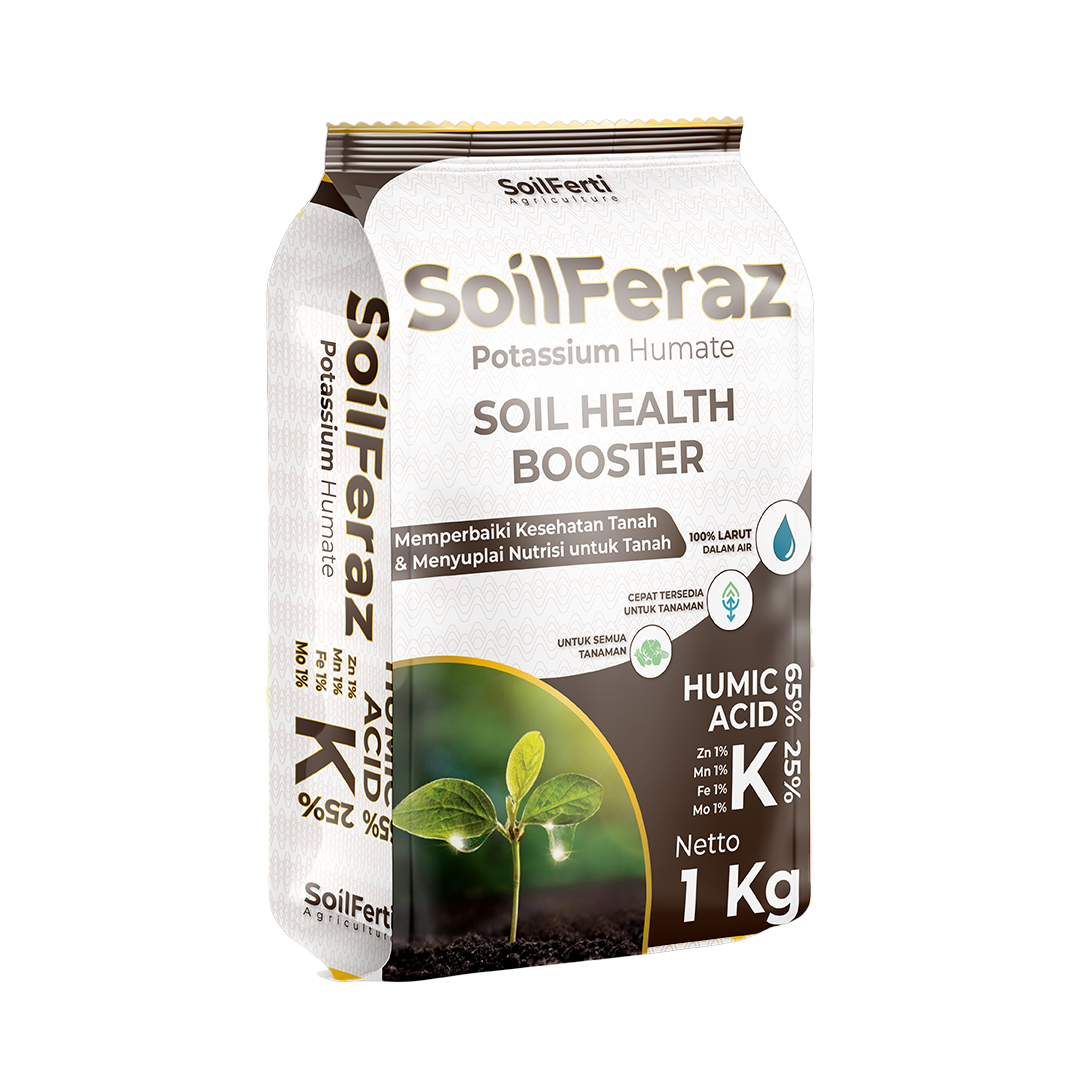 SoilFerti
Agriculture
SoilFeraz
Potassium Humate
SOIL HEALTH
BOOSTER
Memperbaiki Kesehatan Tanah
& Menyuplai Nutrisi untuk Tanah
100% LARUT
DALAM AIR
CEPAT TERSEDIA
UNTUK TANAMAN
UNTUK SEMUA
TANAMAN
HUMIC
ACID
65%
Zn 1%
Mn 1%
Fe 1%
Mo 1%
K
25%
Netto
1 Kg
SoilFeraz
Potassium Humate
Zn 1%
Mn 1%
Fe 1%
Mo 1%
ACID
K
25%
SoilFerti